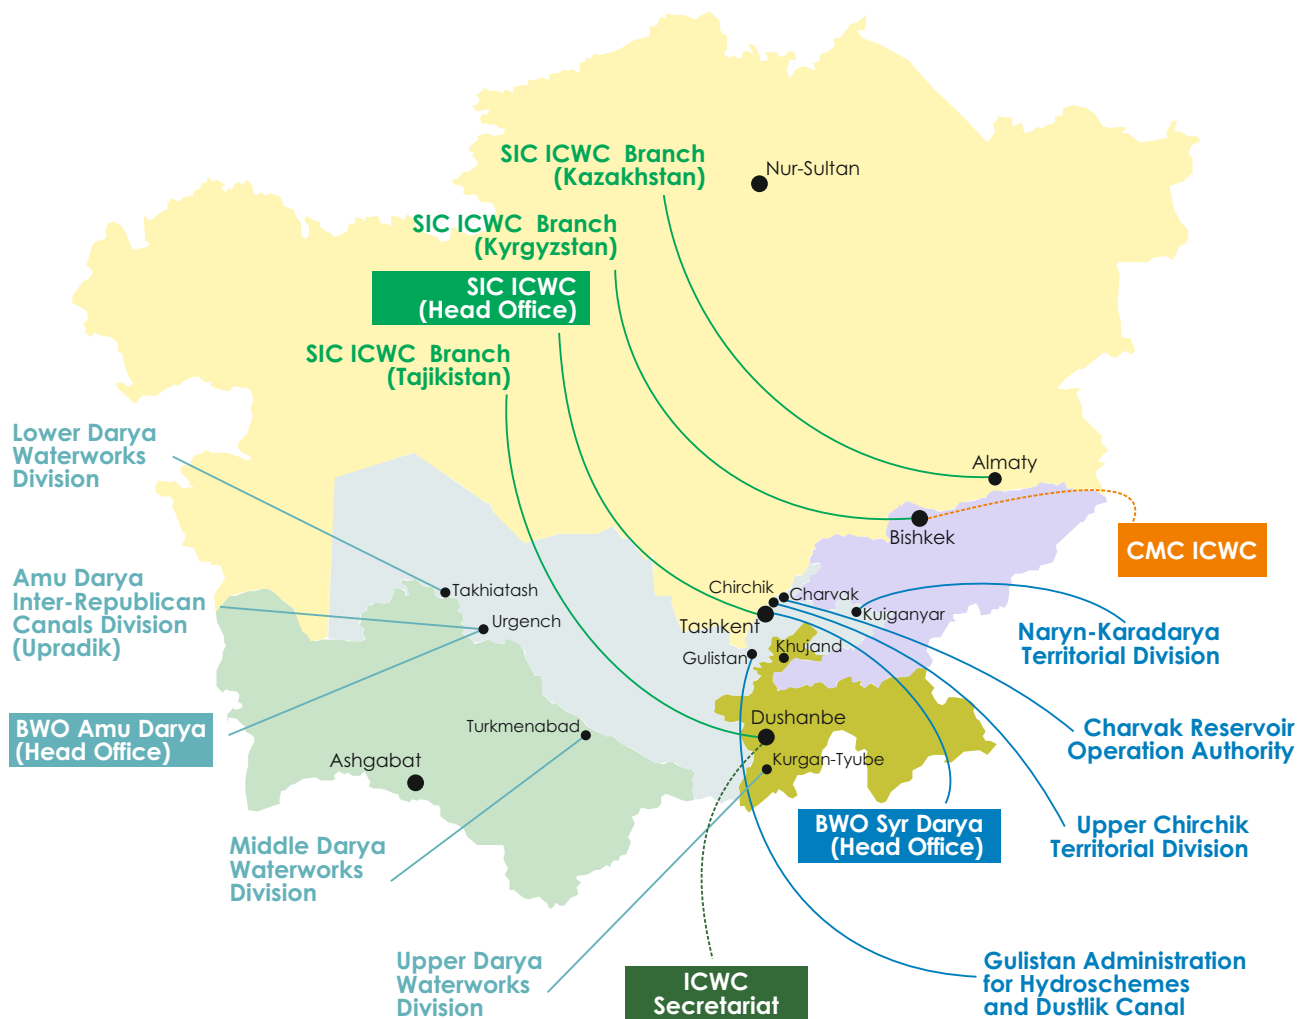 SIC ICWC Branch
(Kazakhstan)
Nur-Sultan
SIC ICWC Branch
(Kyrgyzstan)
SIC ICWC
(Head Office)
SIC ICWC Branch
(Tajikistan)
Lower Darya
Waterworks
Division
Almaty
Bishkek
CMC ICWC
Amu Darya
Inter-Republican
Canals Division
(Upradik)
Takhiatash
Urgench
Chirchik
Charvak
Tashkent
Kuiganyar
Gulistan
Khujand
Naryn-Karadarya
Territorial Division
BWO Amu Darya
(Head Office)
Turkmenabad
Dushanbe
Kurgan-Tyube
Ashgabat
Charvak Reservoir
Operation Authority
Middle Darya
Waterworks
Division
BWO Syr Darya
(Head Office)
Upper Chirchik
Territorial Division
Upper Darya
Waterworks
Division
ICWC
Secretariat
Gulistan Administration
for Hydroschemes
and Dustlik Canal